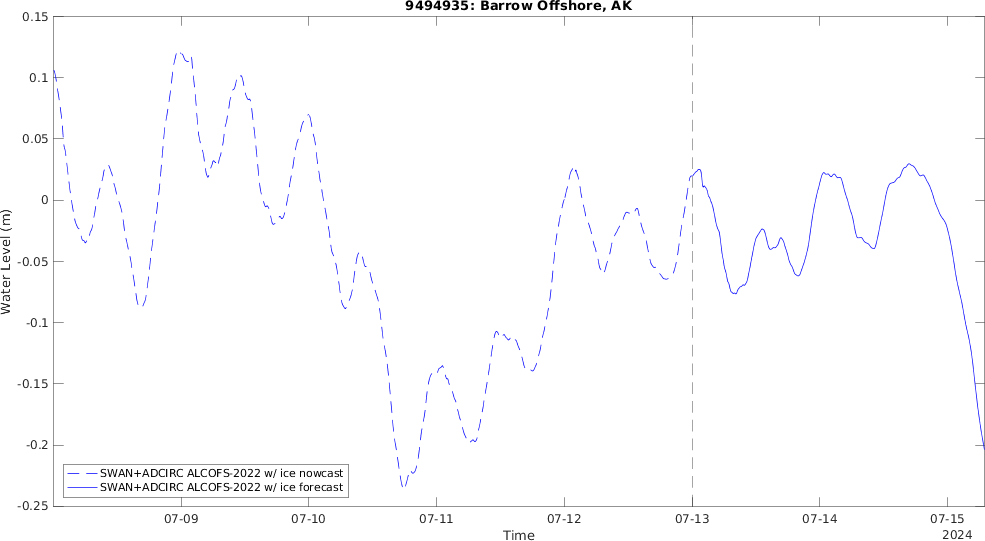 9494935: Barrow Offshore, AK
Water Level (m)
0.15
0.1
0.05
0
-0.05
-0.1
-0.15
-0.2
-0.25
SWAN+ADCIRC ALCOFS-2022 w/ ice nowcast
SWAN+ADCIRC ALCOFS-2022 w/ ice forecast
07-09 07-10 07-11 07-12 07-13 07-14 07-15
Time
2024